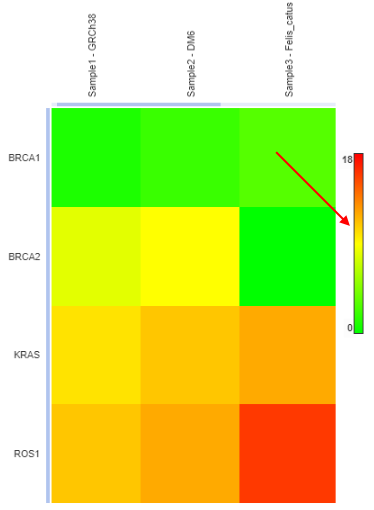 Sample1 - GRCh38
Sample2 - DM6
Sample3 - Felis_catus
BRCA1
18
BRCA2
0
KRAS
ROS1